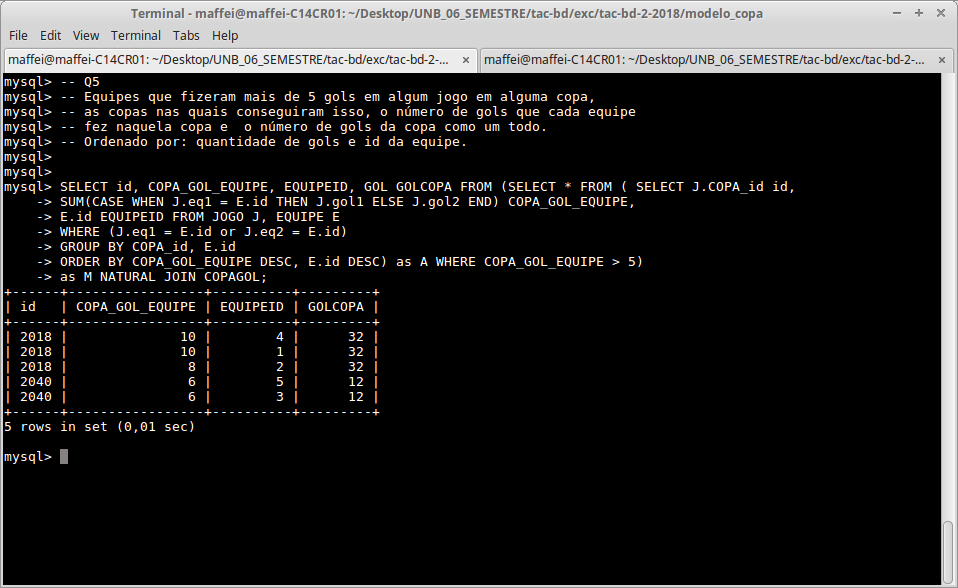 Terminal - maffei@maffei-C14CR01: ~/Desktop/UNB_06_SEMESTRE/tac-bd/exc/tac-bd-2-2018/modelo_copa
File Edit View Terminal Tabs Help
maffei@maffei-C14CR01: ~/Desktop/UNB_06_SEMESTRE/tac-bd/exc/tac-bd-2-... × maffei@maffei-C14CR01: ~/Desktop/UNB_06_SEMESTRE/tac-bd/exc/tac-bd-2-... ×
mysql> -- Q5
mysql> -- Equipes que fizeram mais de 5 gols em algum jogo em alguma copa,
mysql> -- as copas nas quais conseguiram isso, o número de gols que cada equipe
mysql> -- fez naquela copa e  o número de gols da copa como um todo.
mysql> -- Ordenado por: quantidade de gols e id da equipe.
mysql>
mysql>
mysql> SELECT id, COPA_GOL_EQUIPE, EQUIPEID, GOL GOLCOPA FROM (SELECT * FROM ( SELECT J.COPA_id id,
    -> SUM(CASE WHEN J.eq1 = E.id THEN J.gol1 ELSE J.gol2 END) COPA_GOL_EQUIPE,
    -> E.id EQUIPEID FROM JOGO J, EQUIPE E
    -> WHERE (J.eq1 = E.id or J.eq2 = E.id)
    -> GROUP BY COPA_id, E.id
    -> ORDER BY COPA_GOL_EQUIPE DESC, E.id DESC) as A WHERE COPA_GOL_EQUIPE > 5)
    -> as M NATURAL JOIN COPAGOL;
+------+-----------------+----------+---------+
| id   | COPA_GOL_EQUIPE | EQUIPEID | GOLCOPA |
+------+-----------------+----------+---------+
| 2018 |              10 |        4 |      32 |
| 2018 |              10 |        1 |      32 |
| 2018 |               8 |        2 |      32 |
| 2040 |               6 |        5 |      12 |
| 2040 |               6 |        3 |      12 |
+------+-----------------+----------+---------+
5 rows in set (0,01 sec)
mysql>